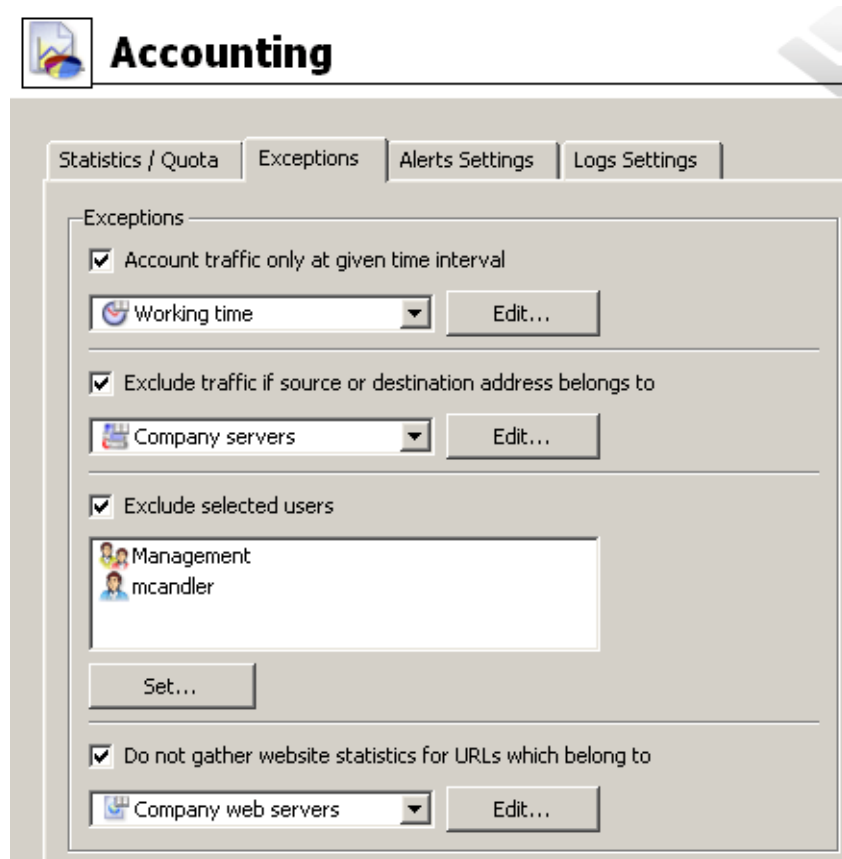 Accounting
Statistics / Quota Exceptions Alerts Settings Logs Settings
Exceptions
Account traffic only at given time interval
Working time Edit...
Exclude traffic if source or destination address belongs to
Company servers Edit...
Exclude selected users
Management
mcandler
Set...
Do not gather website statistics for URLs which belong to
Company web servers Edit...